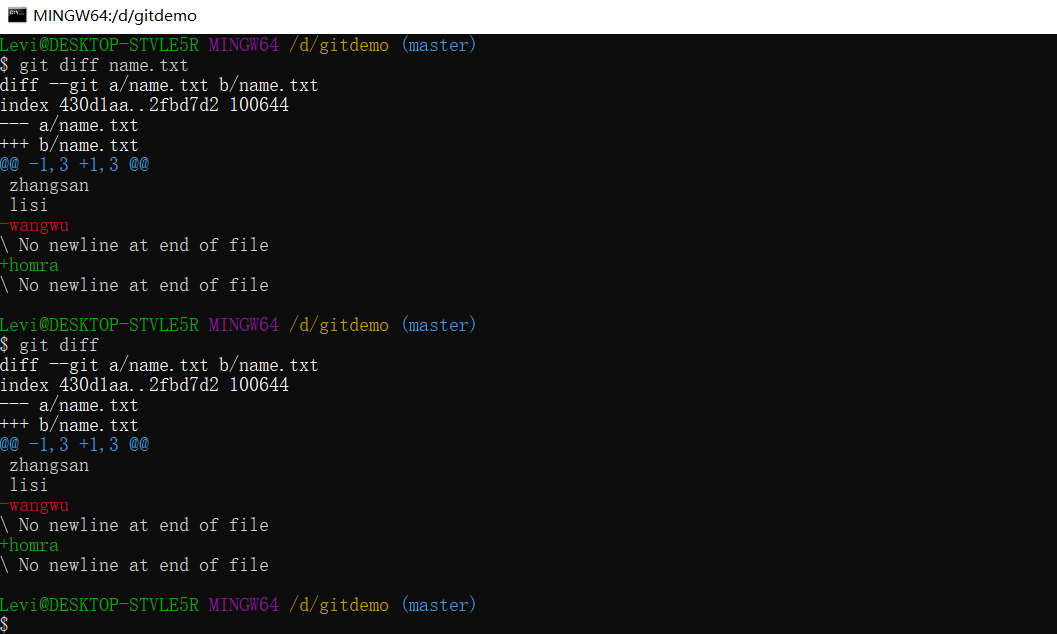 MINGW64:/d/gitdemo
Levi@DESKTOP-STVLE5R MINGW64 /d/gitdemo (master)
$ git diff name.txt
diff --git a/name.txt b/name.txt
index 430d1aa..2fbd7d2 100644
--- a/name.txt
+++ b/name.txt
@@ -1,3 +1,3 @@
 zhangsan
 lisi
-wangwu
\ No newline at end of file
+homra
\ No newline at end of file
Levi@DESKTOP-STVLE5R MINGW64 /d/gitdemo (master)
$ git diff
diff --git a/name.txt b/name.txt
index 430d1aa..2fbd7d2 100644
--- a/name.txt
+++ b/name.txt
@@ -1,3 +1,3 @@
 zhangsan
 lisi
-wangwu
\ No newline at end of file
+homra
\ No newline at end of file
Levi@DESKTOP-STVLE5R MINGW64 /d/gitdemo (master)
$